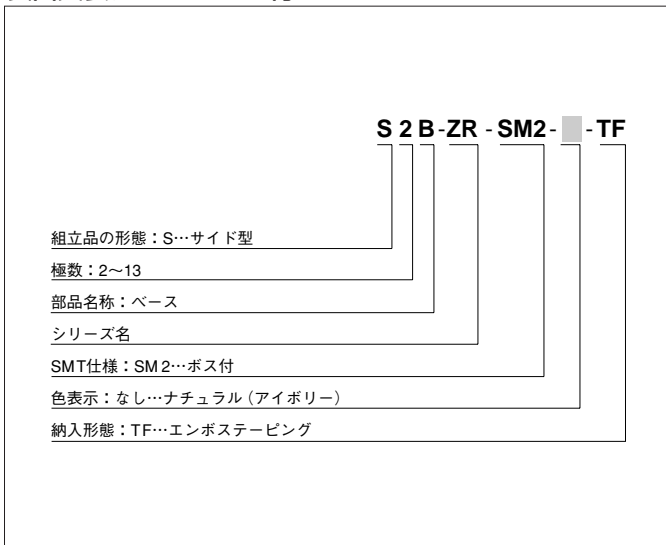 S 2 B -ZR - SM2 - - TF
組立品の形態：S…サイド型
極数：2〜13
部品名称：ベース
シリーズ名
SMT仕様：SM2…ボス付
色表示：なし…ナチュラル（アイボリー）
納入形態：TF…エンボステーピング